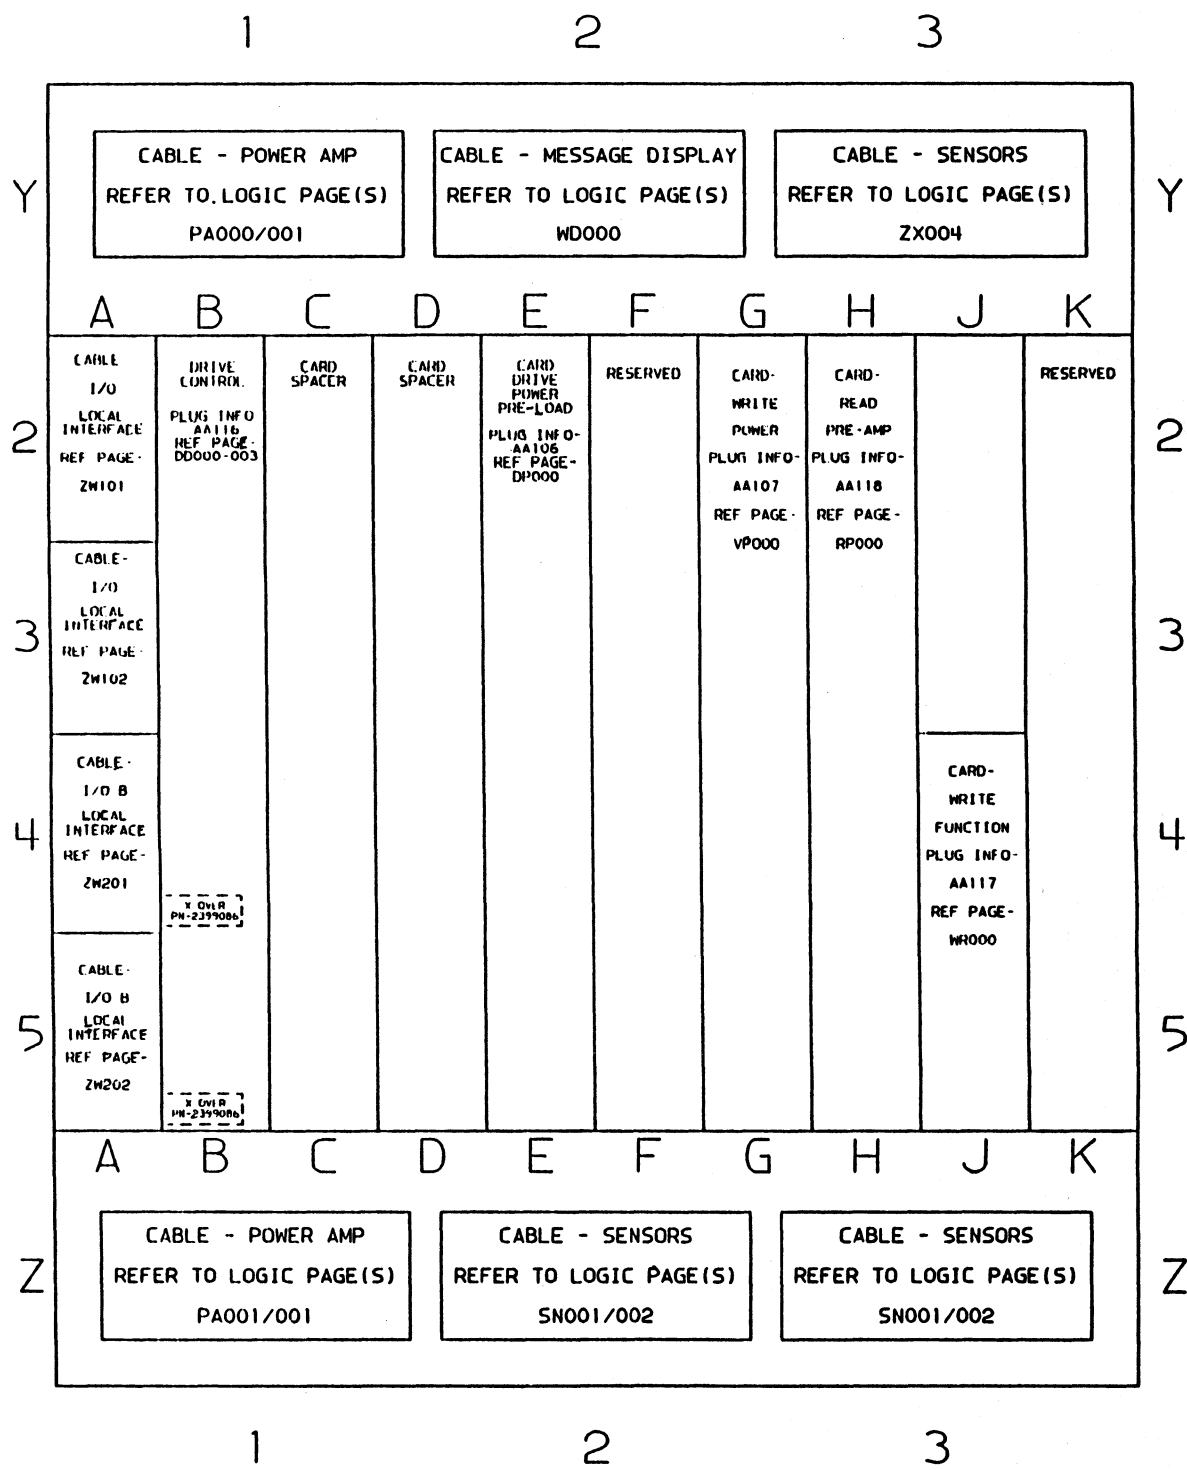 1 2 3
CABLE - POWER AMP
REFER TO. LOGIC PAGE(S)
PA000/001
CABLE - MESSAGE DISPLAY
REFER TO LOGIC PAGE(S)
WD000
CABLE - SENSORS
REFER TO LOGIC PAGE(S)
ZX004
Y Y
A B C D E F G H J K
2 2
CABLE
I/O
LOCAL
INTERFACE
REF PAGE-
ZW101
DRIVE
CONTROL
PLUG INFO
AA116
REF PAGE-
DD000-003
CARD
SPACER
CARD
SPACER
CARD
DRIVE
POWER
PRE-LOAD
PLUG INFO-
AA106
REF PAGE-
DP000
RESERVED
CARD-
WRITE
POWER
PLUG INFO-
AA107
REF PAGE-
VP000
CARD-
READ
PRE-AMP
PLUG INFO-
AA118
REF PAGE-
RP000
RESERVED
3 3
CABLE-
I/O
LOCAL
INTERFACE
REF PAGE-
ZW102
4 4
CABLE-
I/O B
LOCAL
INTERFACE
REF PAGE-
ZW201
X OVER
PN-2399086
CARD-
WRITE
FUNCTION
PLUG INFO-
AA117
REF PAGE-
WR000
5 5
CABLE-
I/O B
LOCAL
INTERFACE
REF PAGE-
ZW202
X OVER
PN-2399086
A B C D E F G H J K
Z Z
CABLE - POWER AMP
REFER TO LOGIC PAGE(S)
PA001/001
CABLE - SENSORS
REFER TO LOGIC PAGE(S)
SN001/002
CABLE - SENSORS
REFER TO LOGIC PAGE(S)
SN001/002
1 2 3